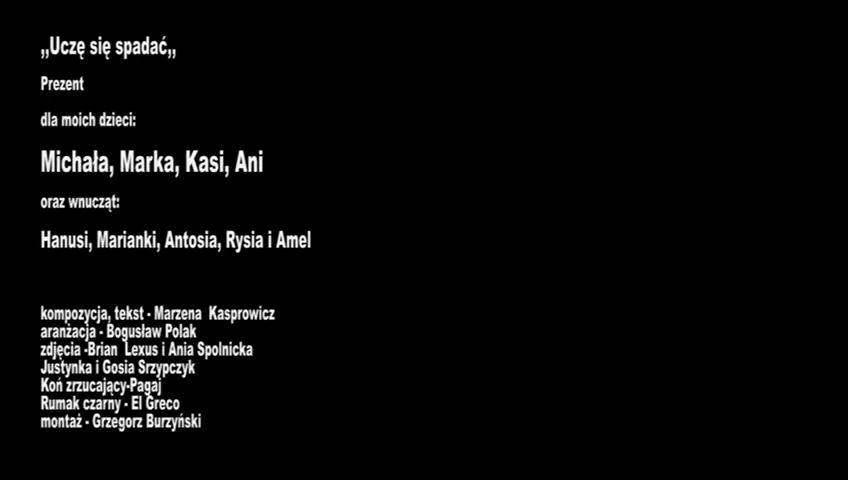 ,,Uczę się spadać,,
Prezent
dla moich dzieci:
Michała, Marka, Kasi, Ani
oraz wnucząt:
Hanusi, Marianki, Antosia, Rysia i Amel
kompozycja, tekst - Marzena Kasprowicz
aranżacja - Bogusław Polak
zdjęcia -Brian Lexus i Ania Spolnicka
Justynka i Gosia Srzypczyk
Koń zrzucający-Pagaj
Rumak czarny - El Greco
montaż - Grzegorz Burzyński